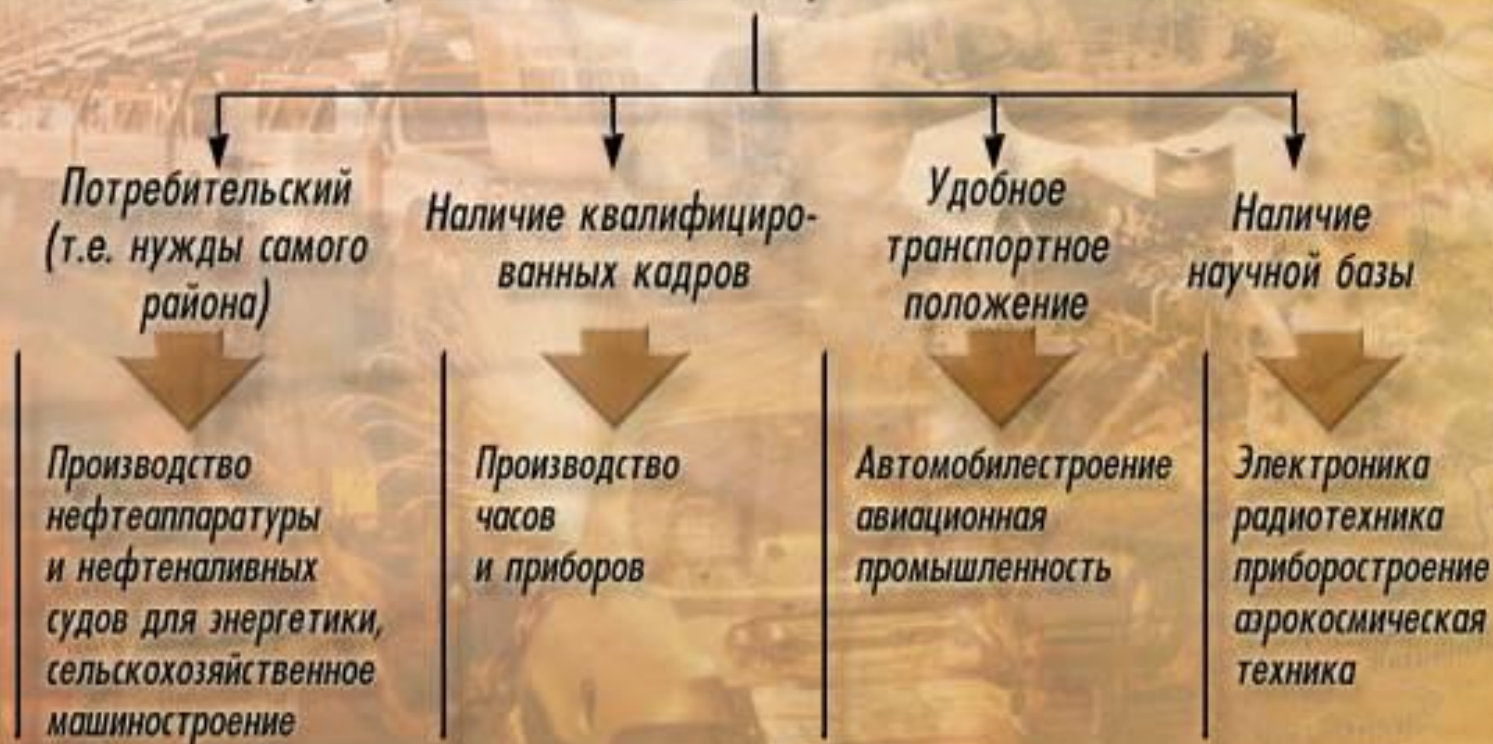 Потребительский
(т.е. нужды самого
района)
Наличие квалифициро-
ванных кадров
Удобное
транспортное
положение
Наличие
научной базы
Производство
нефтеаппаратуры
и нефтеналивных
судов для энергетики,
сельскохозяйственное
машиностроение
Производство
часов
и приборов
Автомобилестроение
авиационная
промышленность
Электроника
радиотехника
приборостроение
аэрокосмическая
техника